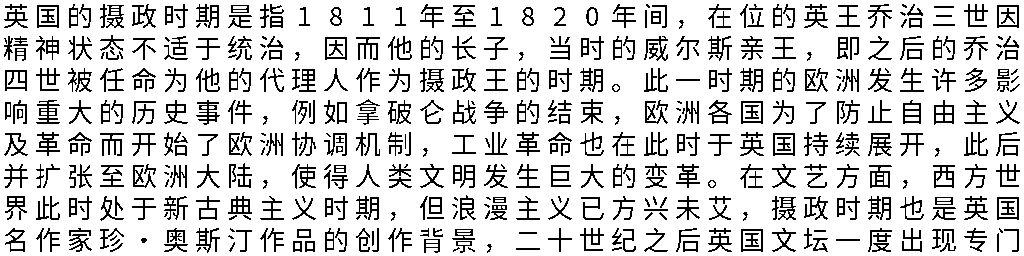 英国的摄政时期是指1811年至1820年间，在位的英王乔治三世因
精神状态不适于统治，因而他的长子，当时的威尔斯亲王，即之后的乔治
四世被任命为他的代理人作为摄政王的时期。此一时期的欧洲发生许多影
响重大的历史事件，例如拿破仑战争的结束，欧洲各国为了防止自由主义
及革命而开始了欧洲协调机制，工业革命也在此时于英国持续展开，此后
并扩张至欧洲大陆，使得人类文明发生巨大的变革。在文艺方面，西方世
界此时处于新古典主义时期，但浪漫主义已方兴未艾，摄政时期也是英国
名作家珍·奥斯汀作品的创作背景，二十世纪之后英国文坛一度出现专门